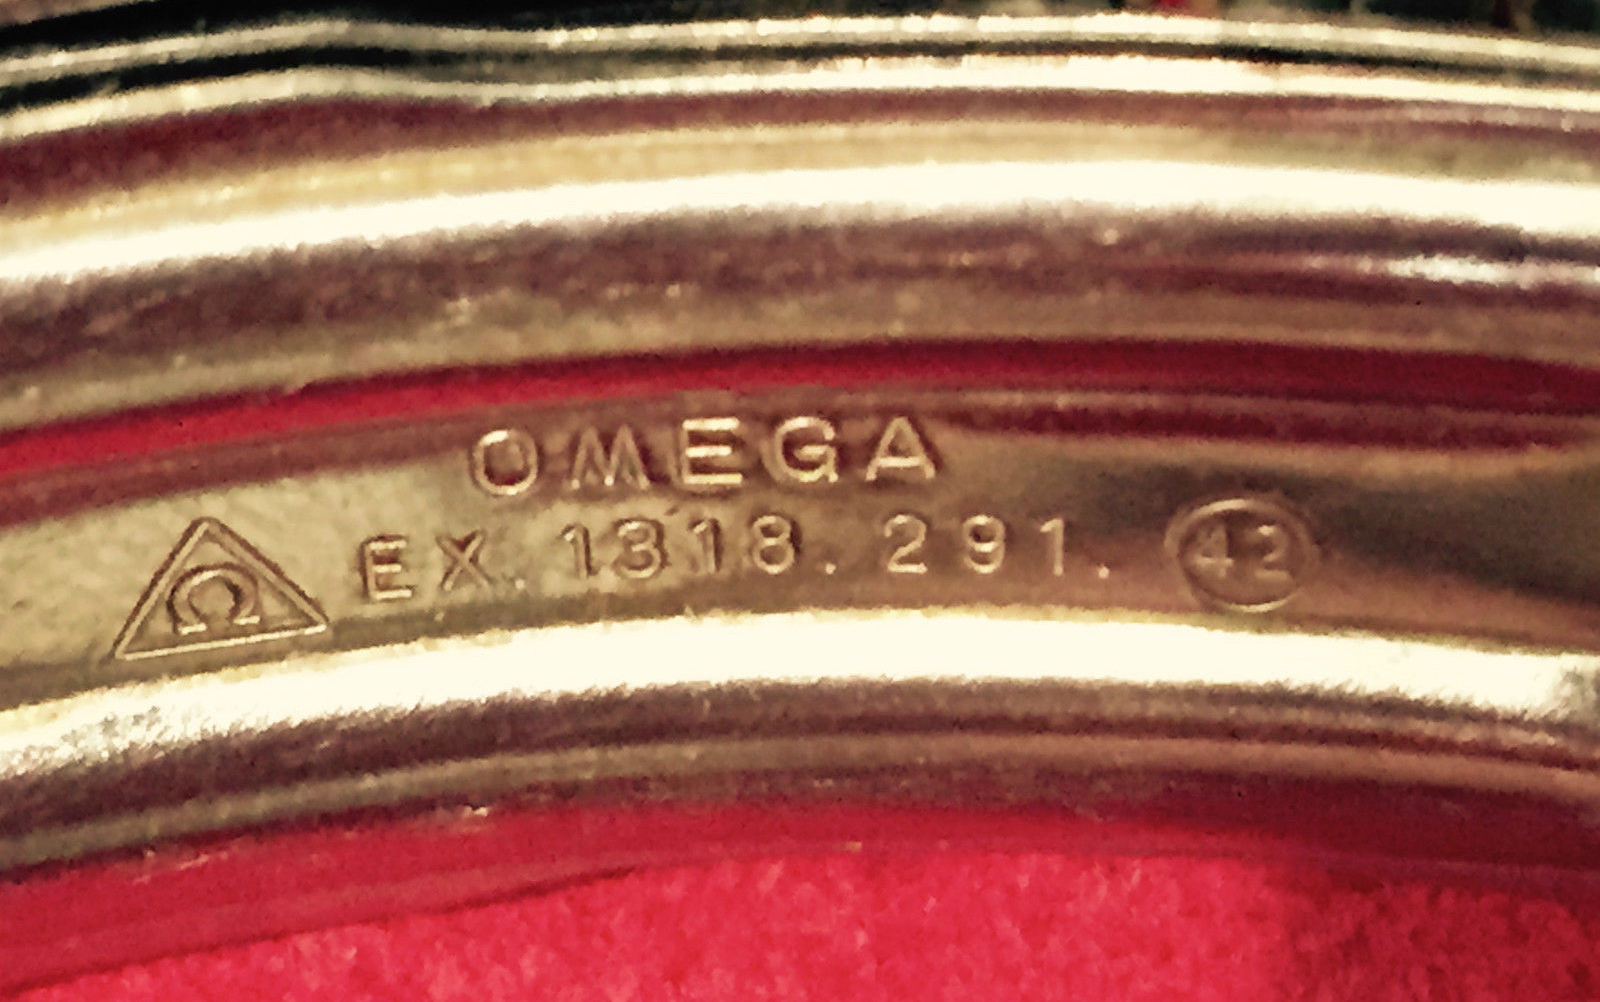 OMEGA
Ω EX. 1318. 291. 42